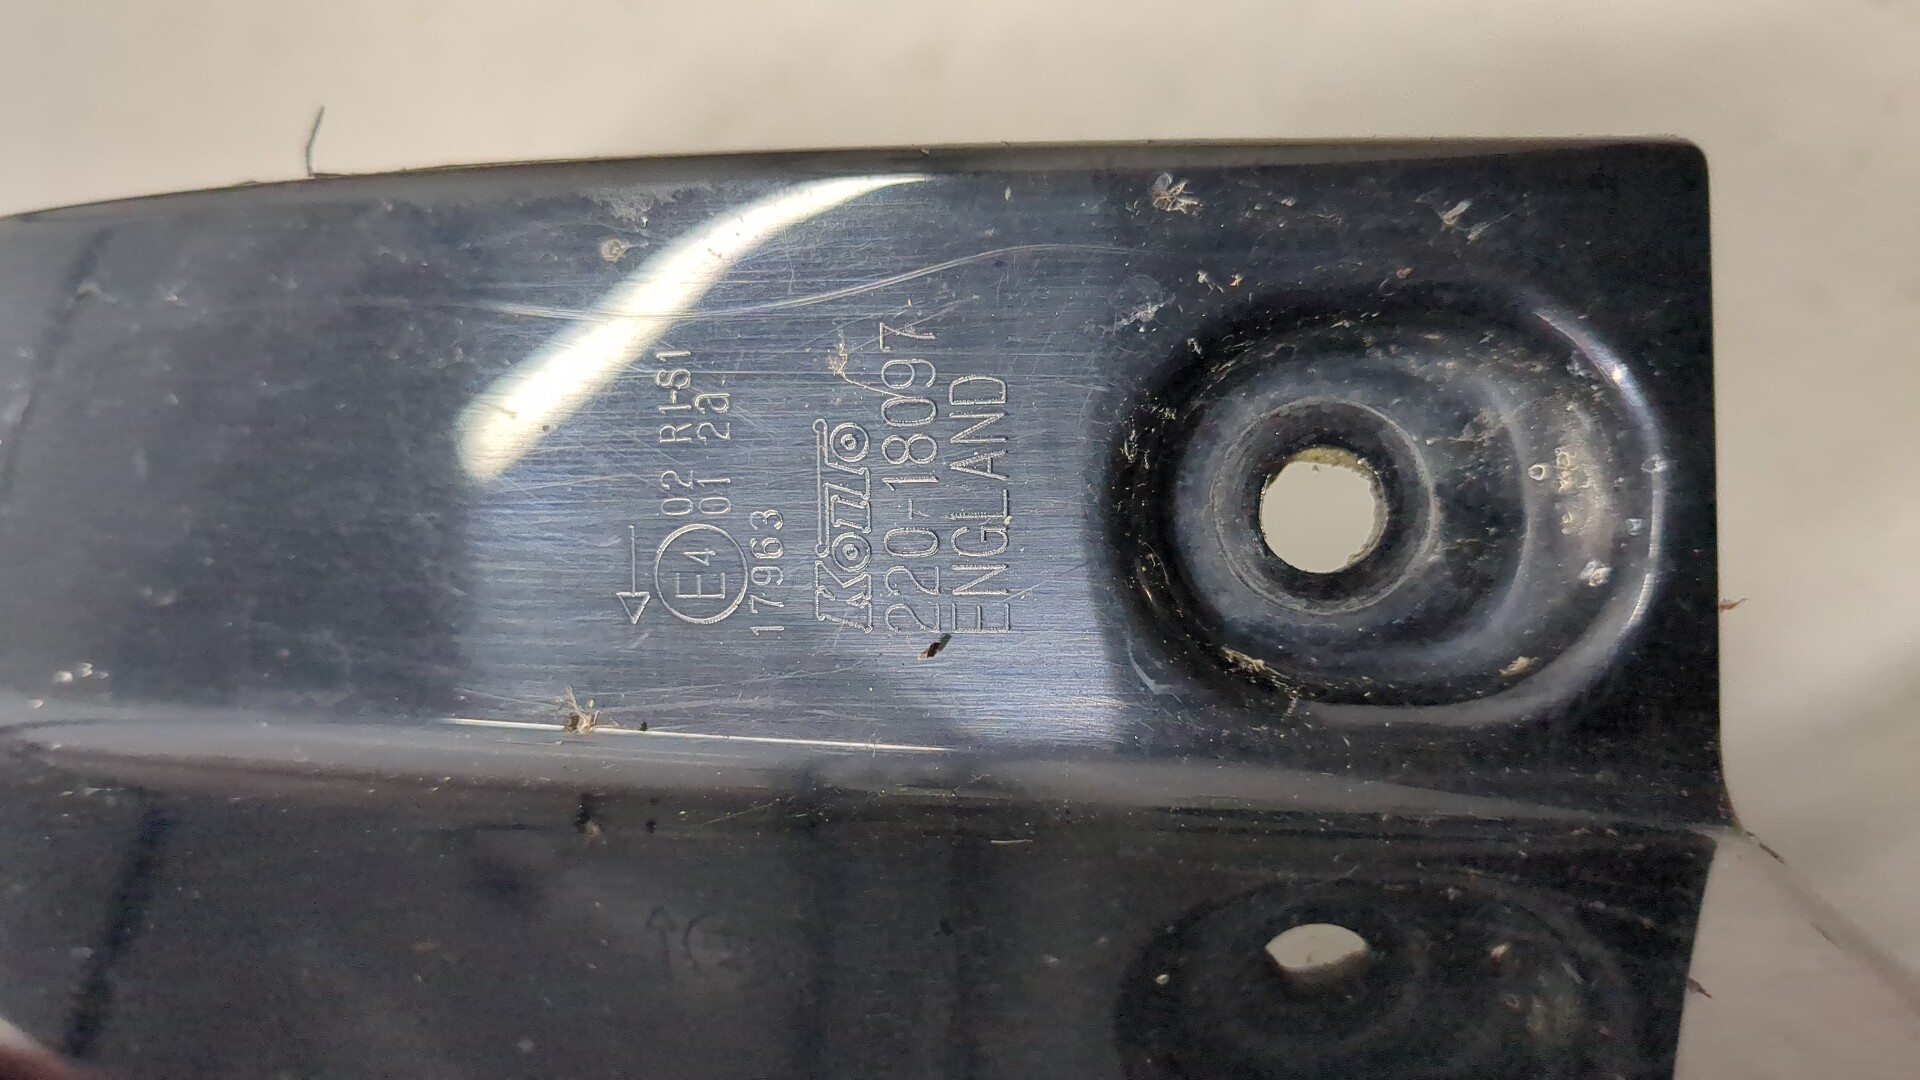 E4
02 R1-S1
01 2a
17963
Koito
220-18097
ENGLAND